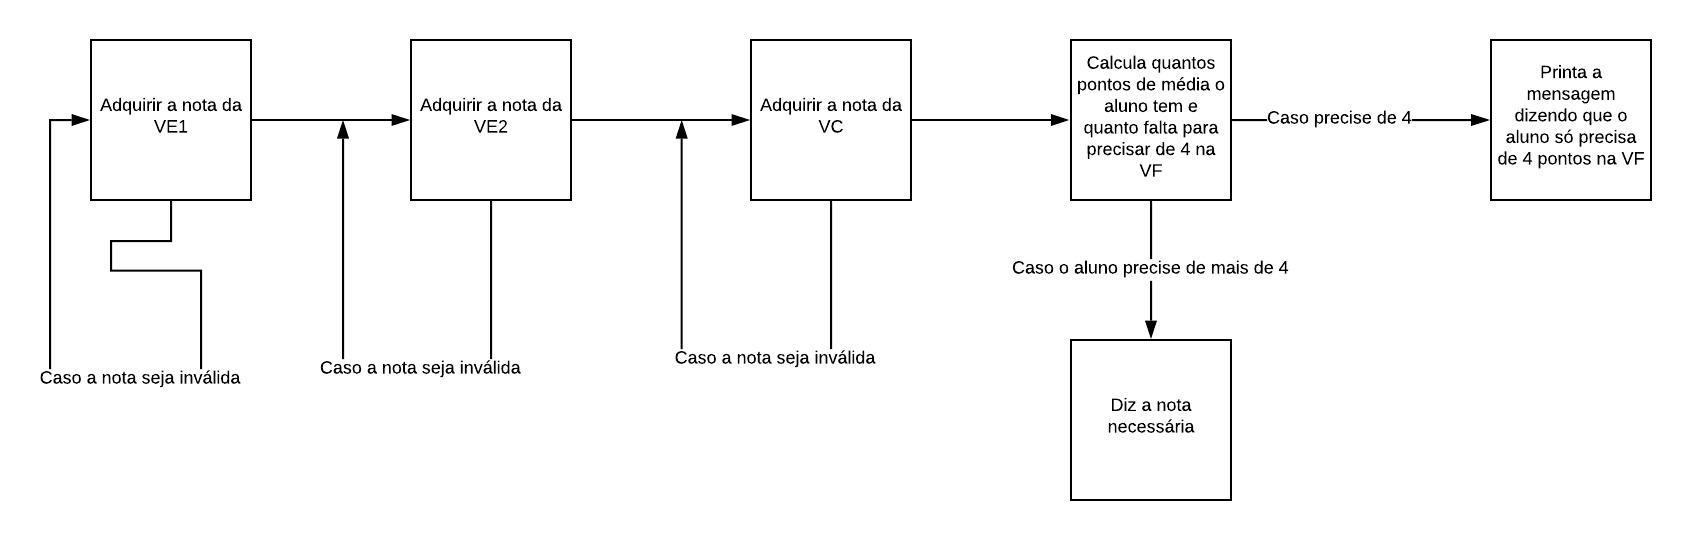 Adquirir a nota da
VE1
Adquirir a nota da
VE2
Adquirir a nota da
VC
Calcula quantos
pontos de média o
aluno tem e
quanto falta para
precisar de 4 na
VF
Caso precise de 4
Printa a
mensagem
dizendo que o
aluno só precisa
de 4 pontos na VF
Caso a nota seja inválida
Caso a nota seja inválida
Caso a nota seja inválida
Caso o aluno precise de mais de 4
Diz a nota
necessária